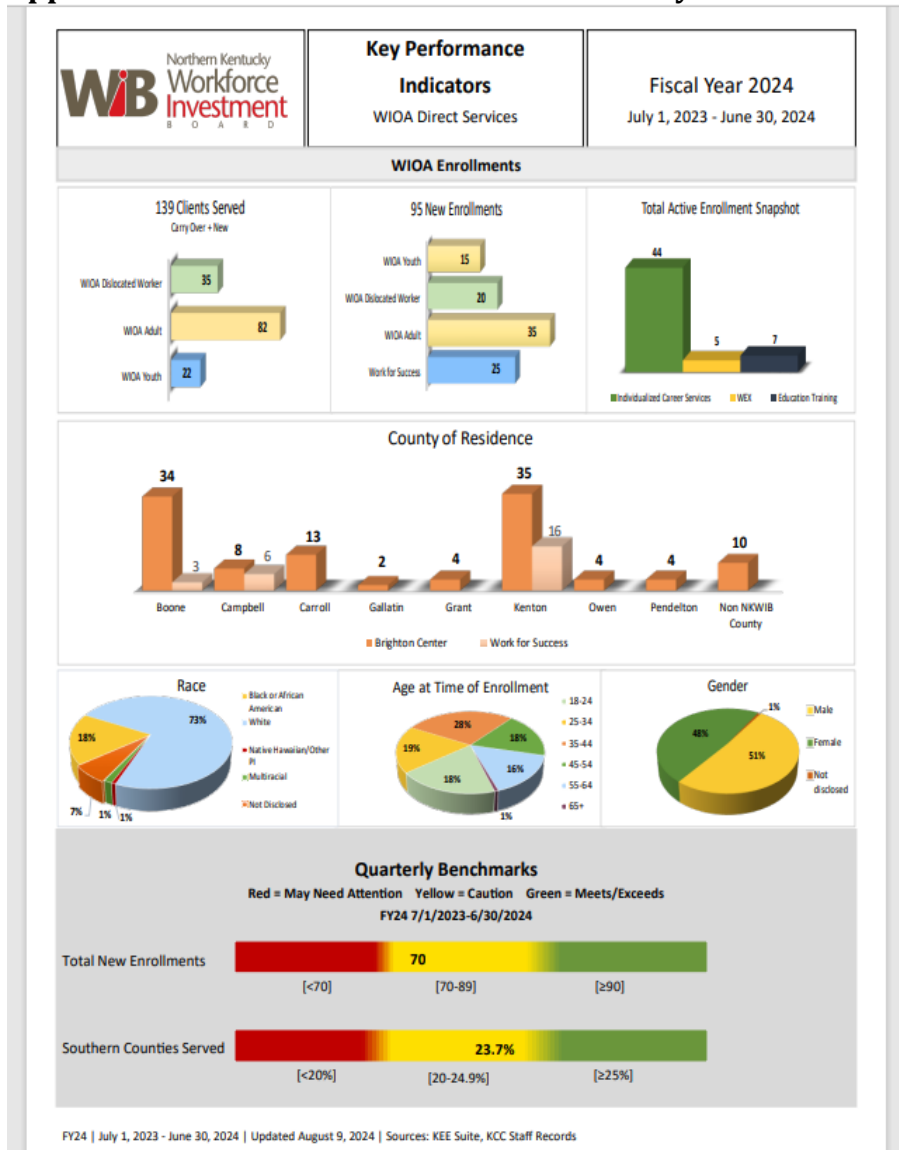 Northern Kentucky
WiB Workforce
Investment
BOARD
Key Performance
Indicators
WIOA Direct Services
Fiscal Year 2024
July 1, 2023 - June 30, 2024
WIOA Enrollments
139 Clients Served
Carry Over + New
WIOA Dislocated Worker 35
WIOA Adult 82
WIOA Youth 22
95 New Enrollments
WIOA Youth 15
WIOA Dislocated Worker 20
WIOA Adult 35
Work for Success 25
Total Active Enrollment Snapshot
44
5
7
Individualized Career Services WEX Education Training
County of Residence
34 3 8 6 13 2 4 35 16 4 4 10
Boone Campbell Carroll Gallatin Grant Kenton Owen Pendelton Non NKWIB
County
Brighton Center Work for Success
Race
73%
18%
7% 1% 1%
Black or African
American
White
Native Hawaiian/Other
PI
Multiracial
Not Disclosed
Age at Time of Enrollment
28%
18%
19%
16%
18%
1%
18-24
25-34
35-44
45-54
55-64
65+
Gender
1%
48%
51%
Male
Female
Not
disclosed
Quarterly Benchmarks
Red = May Need Attention Yellow = Caution Green = Meets/Exceeds
FY24 7/1/2023-6/30/2024
Total New Enrollments 70
[<70] [70-89] [≥90]
Southern Counties Served 23.7%
[<20%] [20-24.9%] [≥25%]
FY24 | July 1, 2023 - June 30, 2024 | Updated August 9, 2024 | Sources: KEE Suite, KCC Staff Records